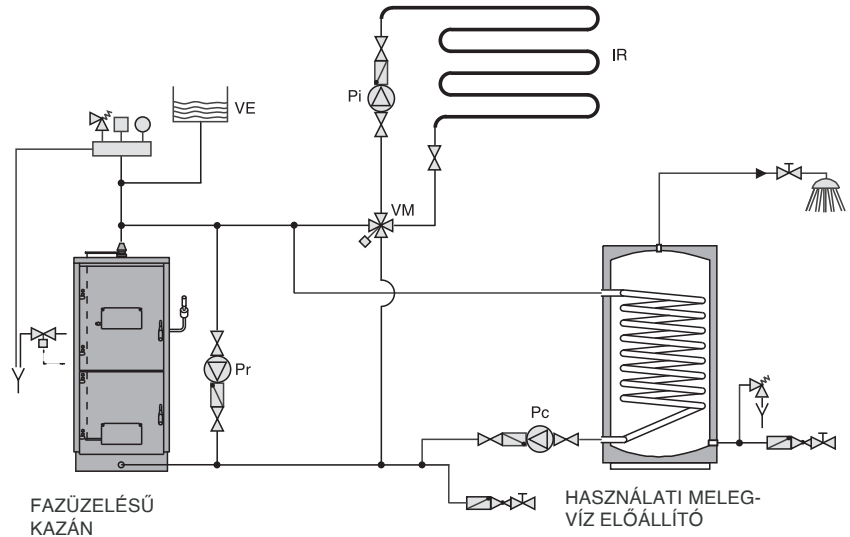 IR
Pi
VE
VM
Pr
Pc
FAZÜZELÉSŰ
KAZÁN
HASZNÁLATI MELEG-
VÍZ ELŐÁLLÍTÓ